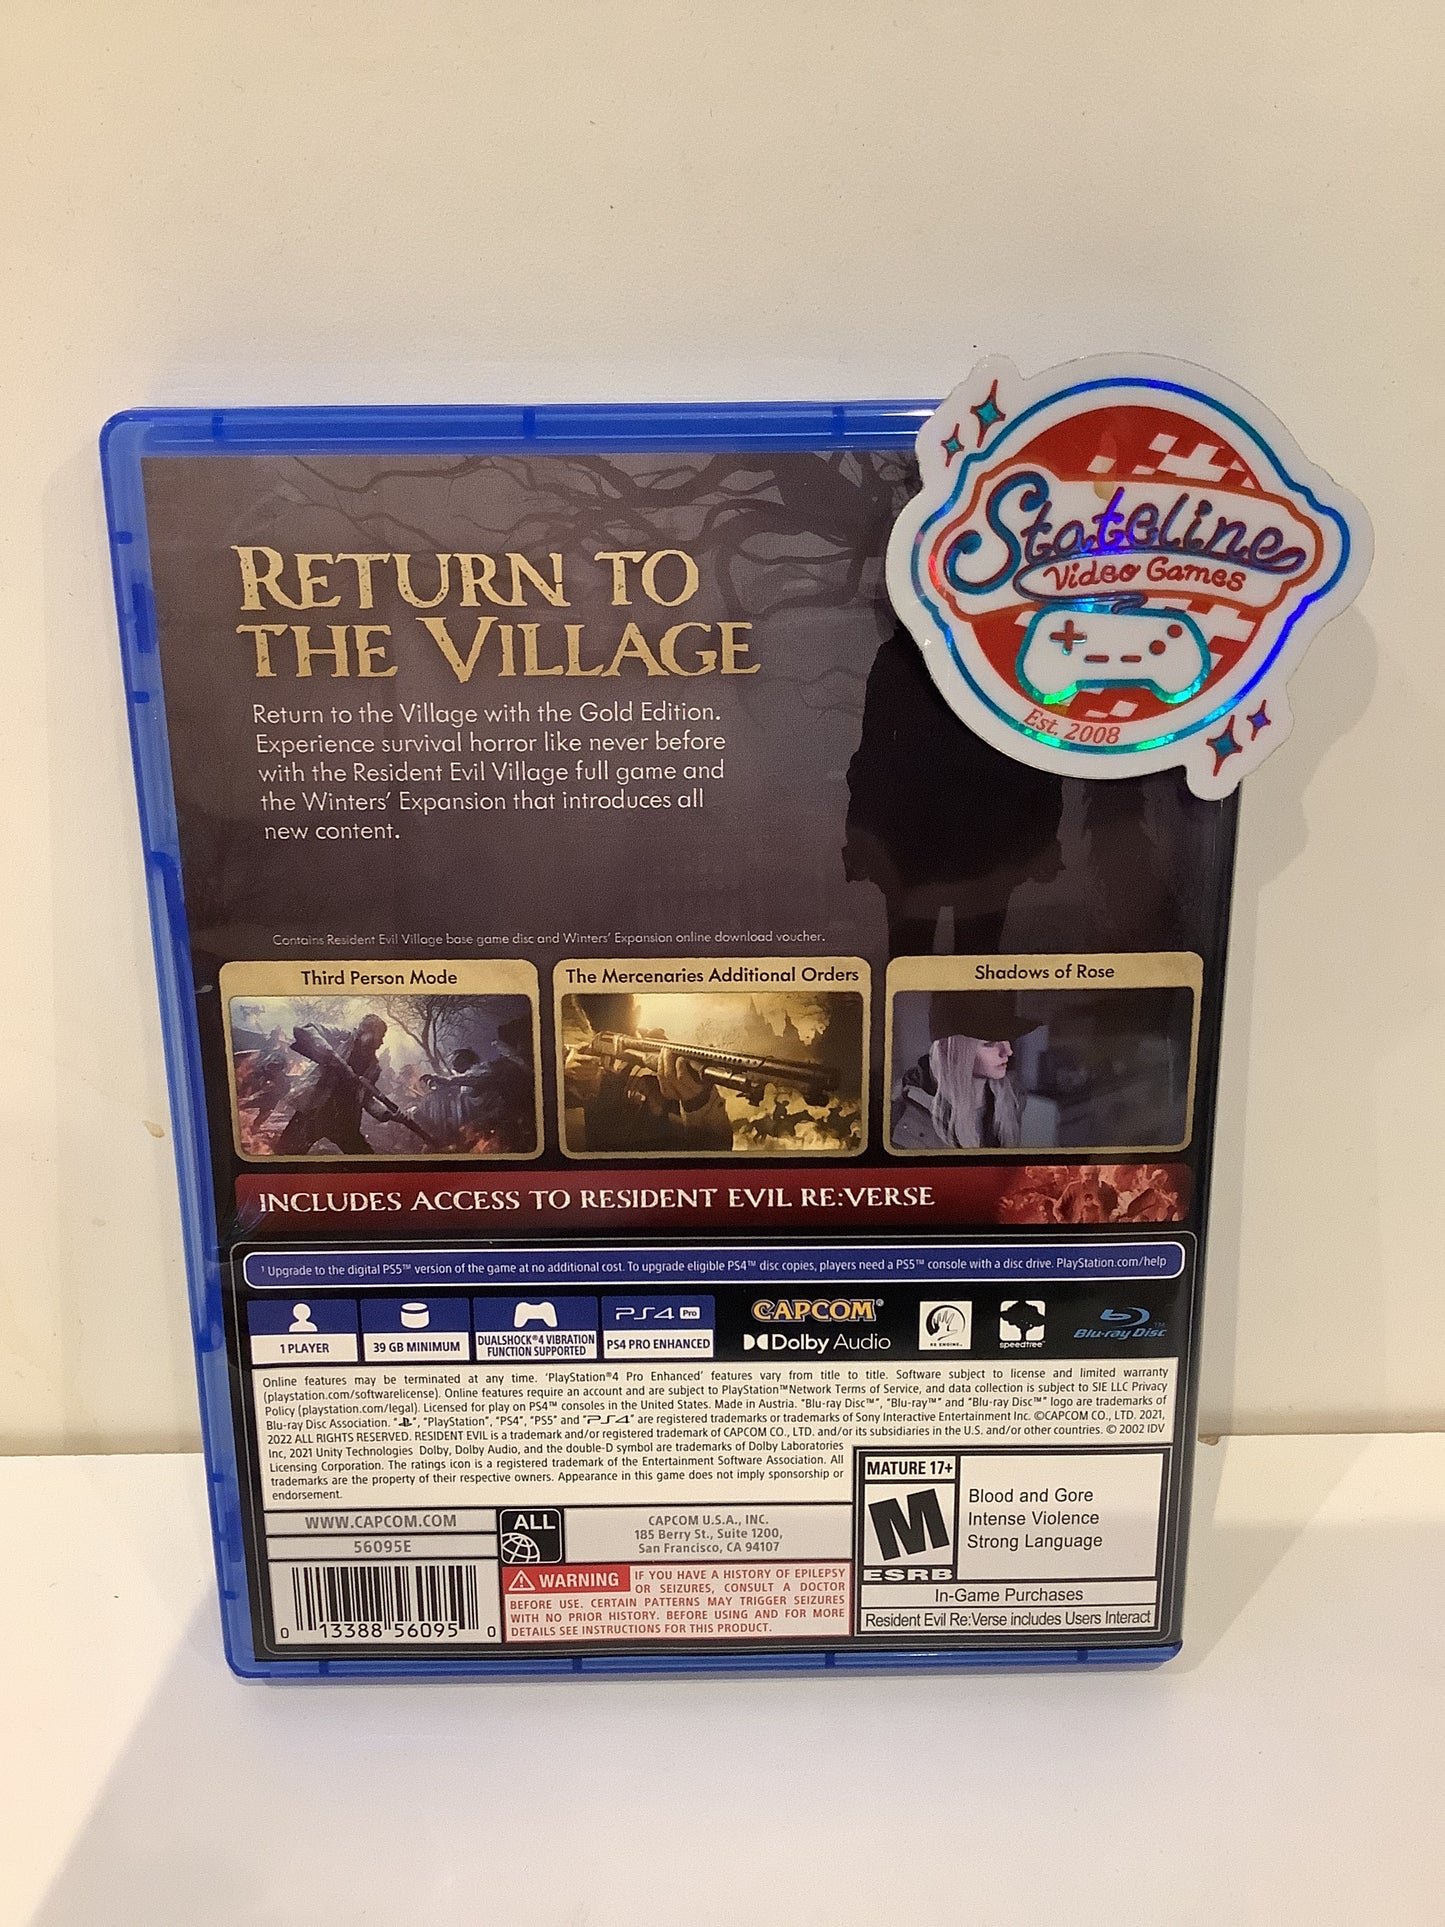 Stateline
Video Games
Est. 2008
RETURN TO
THE VILLAGE
Return to the Village with the Gold Edition.
Experience survival horror like never before
with the Resident Evil Village full game and
the Winters' Expansion that introduces all
new content.
Contains Resident Evil Village base game disc and Winters' Expansion online download voucher.
Third Person Mode
The Mercenaries Additional Orders
Shadows of Rose
INCLUDES ACCESS TO RESIDENT EVIL RE:VERSE
¹ Upgrade to the digital PS5™ version of the game at no additional cost. To upgrade eligible PS4™ disc copies, players need a PS5™ console with a disc drive. PlayStation.com/help
1 PLAYER
39 GB MINIMUM
DUALSHOCK®4 VIBRATION
FUNCTION SUPPORTED
PS4 Pro
PS4 PRO ENHANCED
CAPCOM®
Dolby Audio
RE ENGINE
speedtree™
Blu-ray Disc™
Online features may be terminated at any time. 'PlayStation®4 Pro Enhanced' features vary from title to title. Software subject to license and limited warranty
(playstation.com/softwarelicense). Online features require an account and are subject to PlayStation™Network Terms of Service, and data collection is subject to SIE LLC Privacy
Policy (playstation.com/legal). Licensed for play on PS4™ consoles in the United States. Made in Austria. "Blu-ray Disc™", "Blu-ray™" and "Blu-ray Disc™" logo are trademarks of
Blu-ray Disc Association. " ", "PlayStation", "PS4", "PS5" and "PS4" are registered trademarks or trademarks of Sony Interactive Entertainment Inc. ©CAPCOM CO., LTD. 2021,
2022 ALL RIGHTS RESERVED. RESIDENT EVIL is a trademark and/or registered trademark of CAPCOM CO., LTD. and/or its subsidiaries in the U.S. and/or other countries. © 2002 IDV
Inc, 2021 Unity Technologies Dolby, Dolby Audio, and the double-D symbol are trademarks of Dolby Laboratories
Licensing Corporation. The ratings icon is a registered trademark of the Entertainment Software Association. All
trademarks are the property of their respective owners. Appearance in this game does not imply sponsorship or
endorsement.
WWW.CAPCOM.COM
56095E
0 13388 56095 0
ALL
CAPCOM U.S.A., INC.
185 Berry St., Suite 1200,
San Francisco, CA 94107
WARNING IF YOU HAVE A HISTORY OF EPILEPSY
OR SEIZURES, CONSULT A DOCTOR
BEFORE USE. CERTAIN PATTERNS MAY TRIGGER SEIZURES
WITH NO PRIOR HISTORY. BEFORE USING AND FOR MORE
DETAILS SEE INSTRUCTIONS FOR THIS PRODUCT.
MATURE 17+
M
ESRB
Blood and Gore
Intense Violence
Strong Language
In-Game Purchases
Resident Evil Re:Verse includes Users Interact